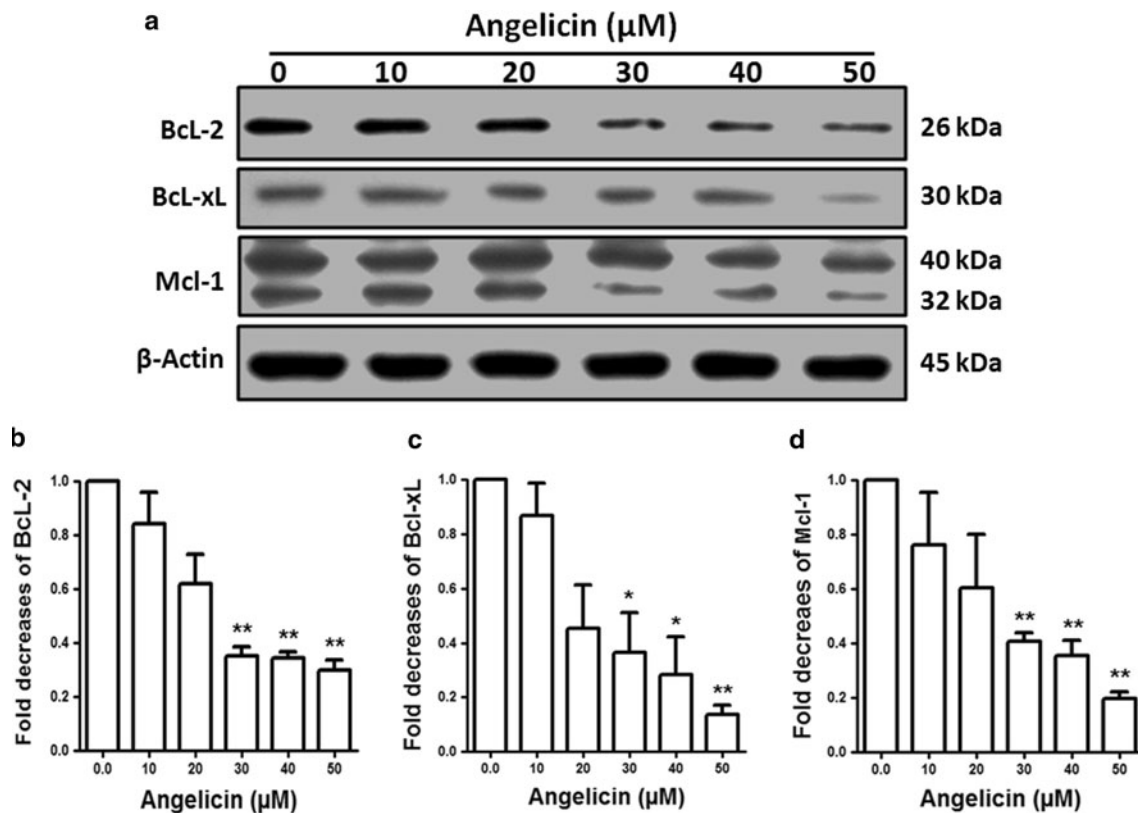 a
Angelicin (µM)
0 10 20 30 40 50
BcL-2 26 kDa
BcL-xL 30 kDa
Mcl-1 40 kDa
32 kDa
β-Actin 45 kDa
b
Fold decreases of BcL-2
1.0
0.8
0.6
0.4
0.2
0.0
** ** **
0.0 10 20 30 40 50
Angelicin (µM)
c
Fold decreases of Bcl-xL
1.0
0.8
0.6
0.4
0.2
0.0
* * **
0.0 10 20 30 40 50
Angelicin (µM)
d
Fold decreaes of Mcl-1
1.0
0.8
0.6
0.4
0.2
0.0
** ** **
0.0 10 20 30 40 50
Angelicin (µM)